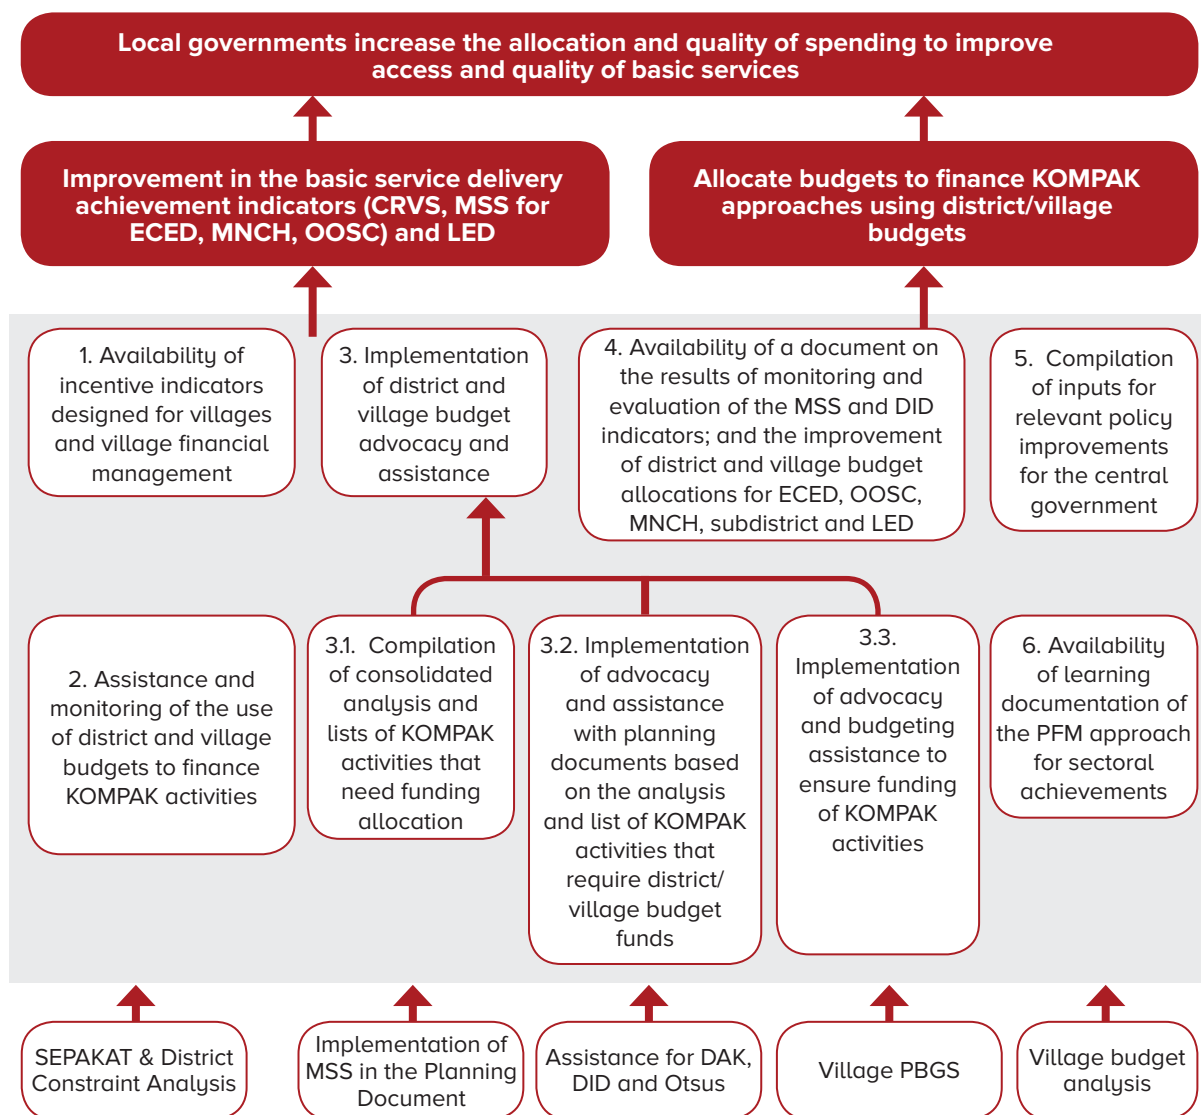 Local governments increase the allocation and quality of spending to improve
access and quality of basic services
Improvement in the basic service delivery
achievement indicators (CRVS, MSS for
ECED, MNCH, OOSC) and LED
Allocate budgets to finance KOMPAK
approaches using district/village
budgets
1. Availability of
incentive indicators
designed for villages
and village financial
management
3. Implementation
of district and
village budget
advocacy and
assistance
4. Availability of a document on
the results of monitoring and
evaluation of the MSS and DID
indicators; and the improvement
of district and village budget
allocations for ECED, OOSC,
MNCH, subdistrict and LED
5. Compilation
of inputs for
relevant policy
improvements
for the central
government
2. Assistance and
monitoring of the use
of district and village
budgets to finance
KOMPAK activities
3.1. Compilation
of consolidated
analysis and
lists of KOMPAK
activities that
need funding
allocation
3.2. Implementation
of advocacy
and assistance
with planning
documents based
on the analysis
and list of KOMPAK
activities that
require district/
village budget
funds
3.3.
Implementation
of advocacy
and budgeting
assistance to
ensure funding
of KOMPAK
activities
6. Availability
of learning
documentation of
the PFM approach
for sectoral
achievements
SEPAKAT & District
Constraint Analysis
Implementation of
MSS in the Planning
Document
Assistance for DAK,
DID and Otsus
Village PBGS
Village budget
analysis